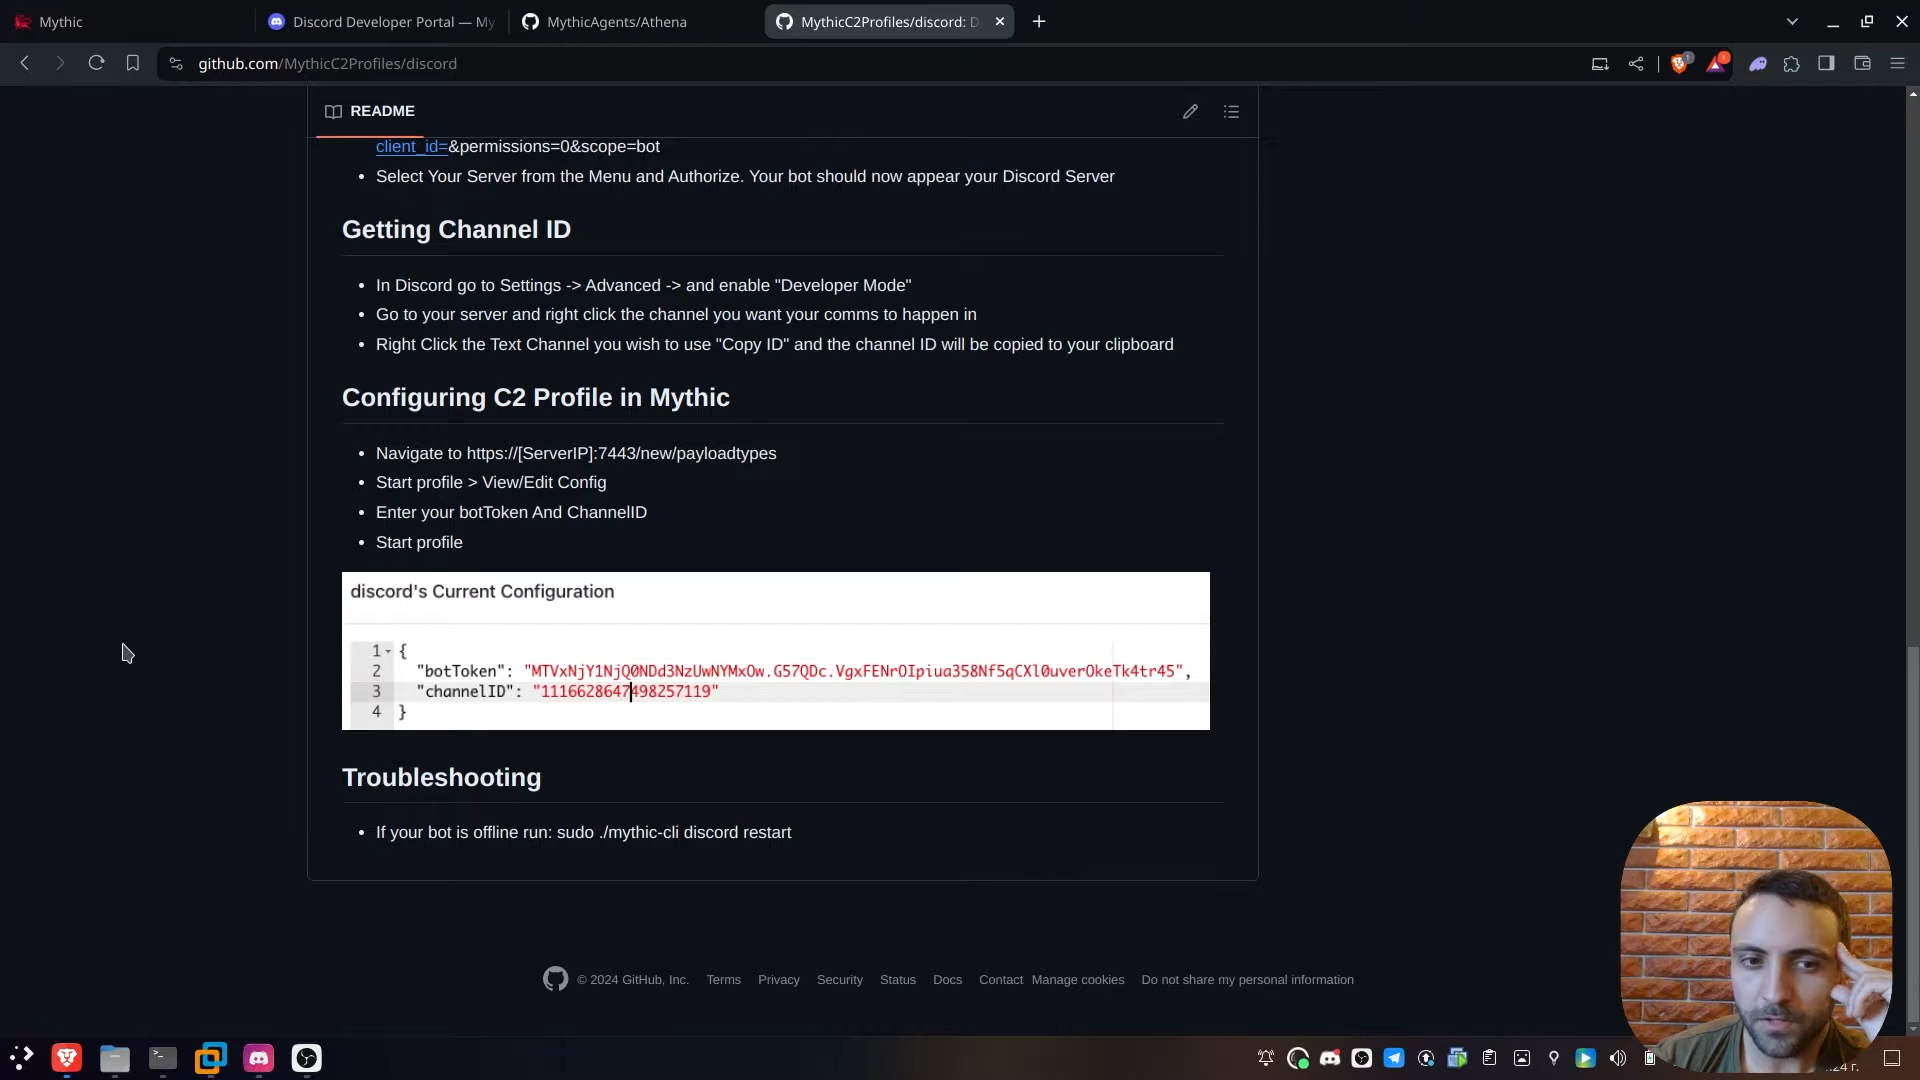 Mythic
Discord Developer Portal — My
MythicAgents/Athena
MythicC2Profiles/discord: D
github.com/MythicC2Profiles/discord
README
client_id=&permissions=0&scope=bot
Select Your Server from the Menu and Authorize. Your bot should now appear your Discord Server
Getting Channel ID
In Discord go to Settings -> Advanced -> and enable "Developer Mode"
Go to your server and right click the channel you want your comms to happen in
Right Click the Text Channel you wish to use "Copy ID" and the channel ID will be copied to your clipboard
Configuring C2 Profile in Mythic
Navigate to https://[ServerIP]:7443/new/payloadtypes
Start profile > View/Edit Config
Enter your botToken And ChannelID
Start profile
discord's Current Configuration
1 {
2 "botToken": "MTVxNjY1NjQ0NDd3NzUwNYMxOw.G57QDc.VgxFENrOIpiua358Nf5qCXl0uverOkeTk4tr45",
3 "channelID": "1116628647498257119"
4 }
Troubleshooting
If your bot is offline run: sudo ./mythic-cli discord restart
© 2024 GitHub, Inc. Terms Privacy Security Status Docs Contact Manage cookies Do not share my personal information